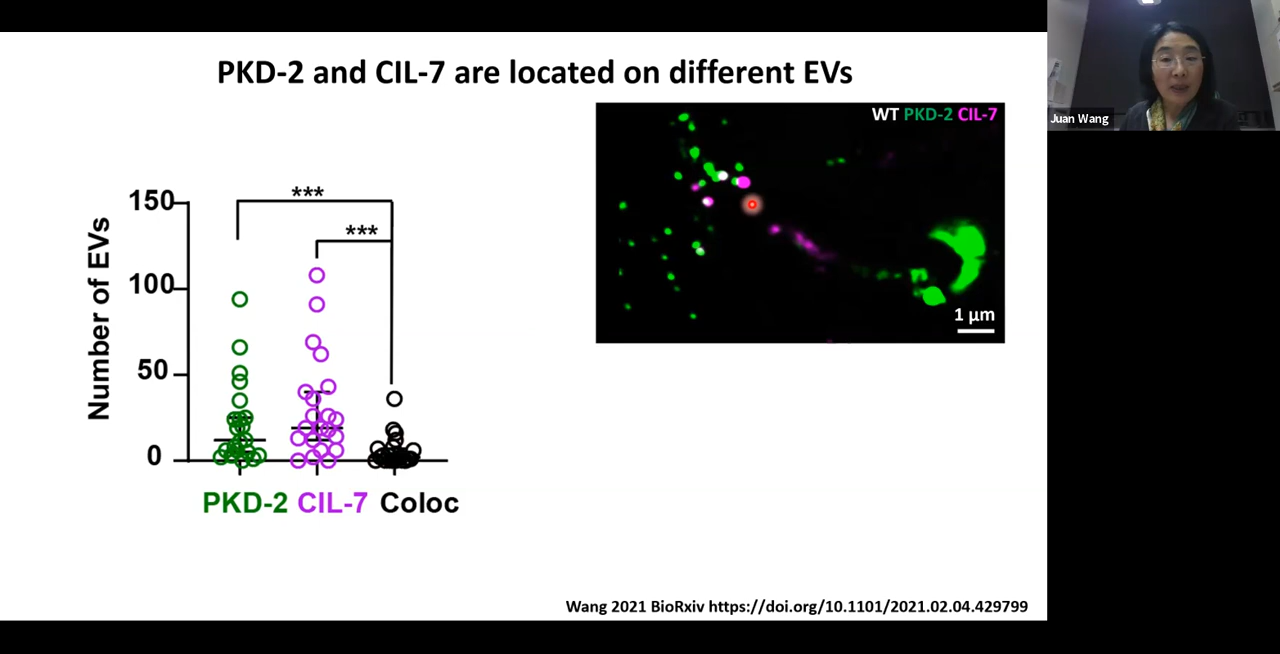 PKD-2 and CIL-7 are located on different EVs
Juan Wang
WT PKD-2 CIL-7
1 μm
***
***
Number of EVs
150
100
50
0
PKD-2 CIL-7 Coloc
Wang 2021 BioRxiv https://doi.org/10.1101/2021.02.04.429799